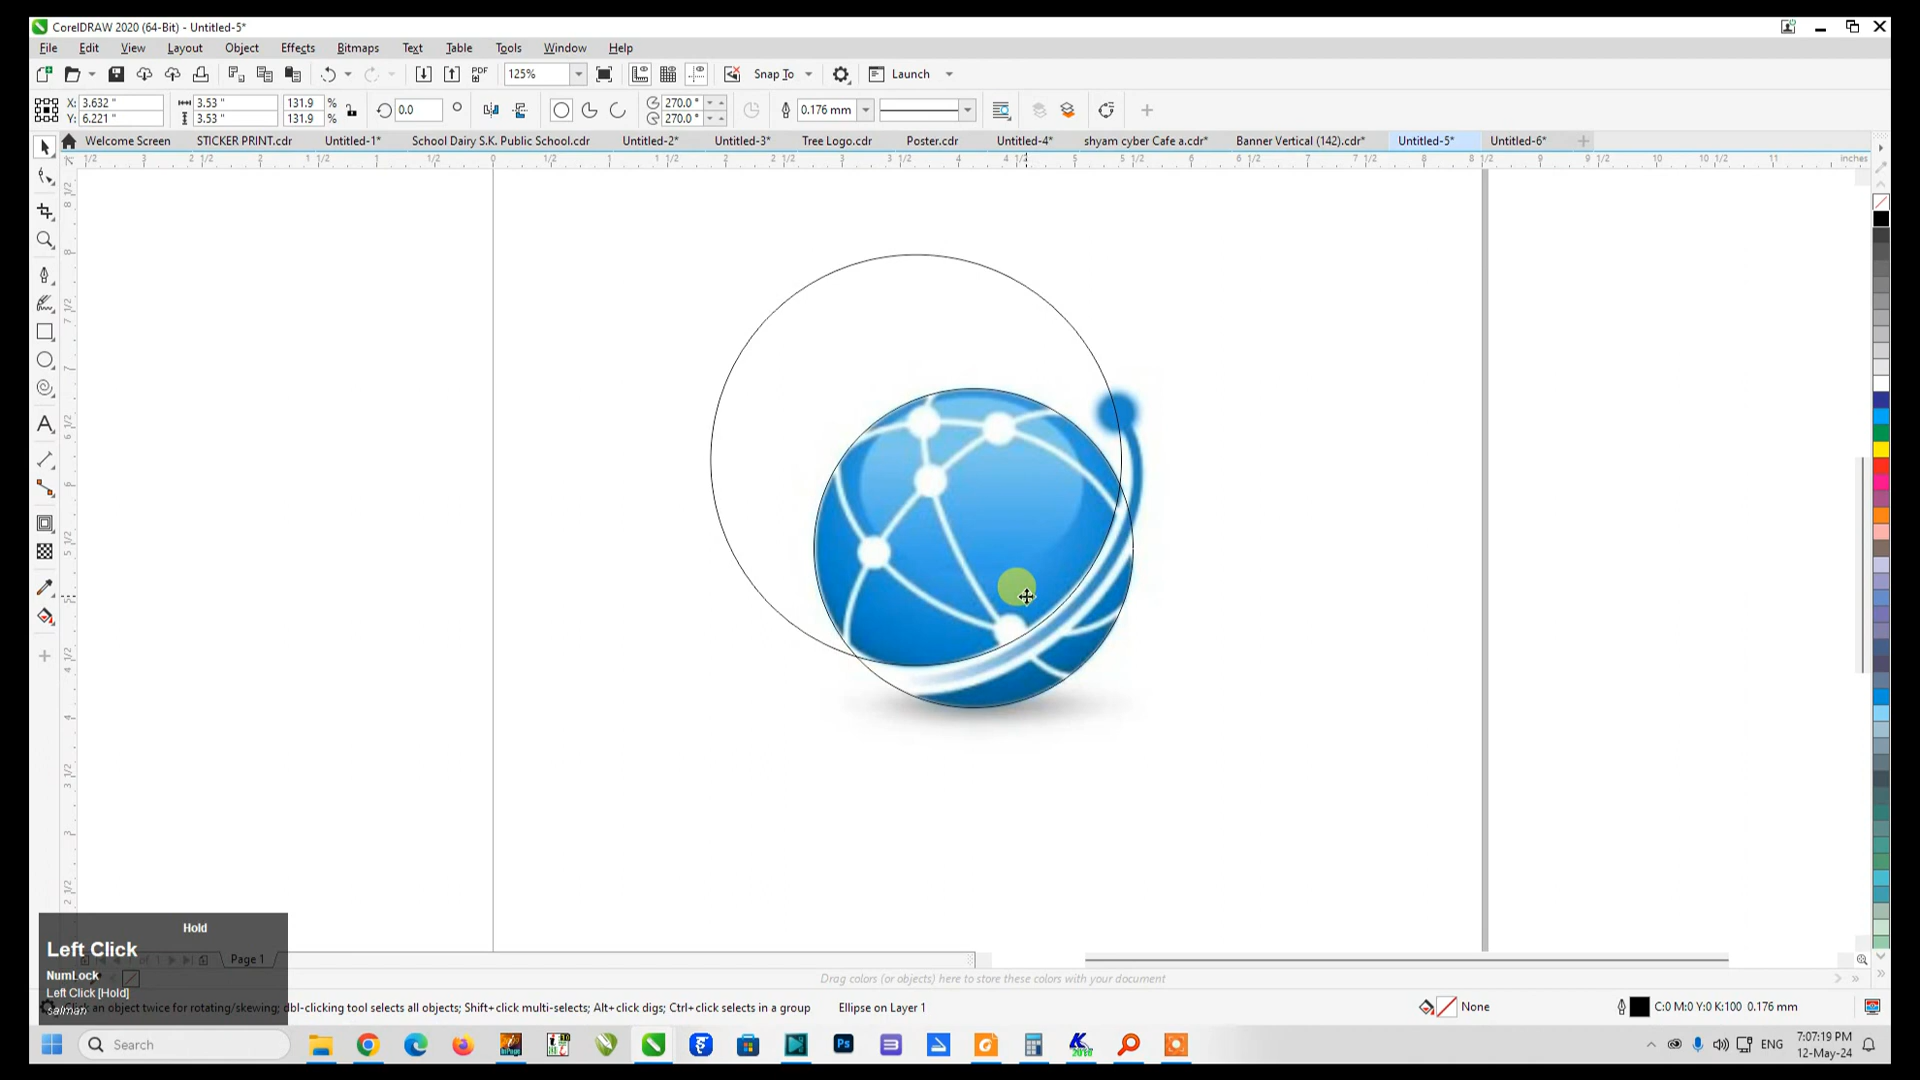 CorelDRAW 2020 (64-Bit) - Untitled-5*
File Edit View Layout Object Effects Bitmaps Text Table Tools Window Help
PDF 125% Snap To Launch
X: 3.632 " 3.53 " 131.9 % 0.0 270.0 ° 0.176 mm
Y: 6.221 " 3.53 " 131.9 % 270.0 °
Welcome Screen STICKER PRINT.cdr Untitled-1* School Dairy S.K. Public School.cdr Untitled-2* Untitled-3* Tree Logo.cdr Poster.cdr Untitled-4* shyam cyber Cafe a.cdr* Banner Vertical (142).cdr* Untitled-5* Untitled-6*
inches
Hold
Left Click
NumLock
Left Click [Hold]
salman
Page 1
Drag colors (or objects) here to store these colors with your document
an object twice for rotating/skewing; dbl-clicking tool selects all objects; Shift+click multi-selects; Alt+click digs; Ctrl+click selects in a group Ellipse on Layer 1 None C:0 M:0 Y:0 K:100 0.176 mm
Search Ps ENG 7:07:19 PM
12-May-24